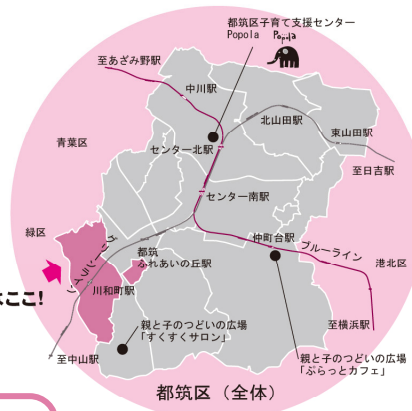 都筑区子育て支援センター
Popola
Popola
至あざみ野駅
中川駅
北山田駅
東山田駅
青葉区
センター北駅
至日吉駅
センター南駅
緑区
グリーンライン
都筑
ふれあいの丘駅
仲町台駅
ブルーライン
港北区
はここ!
川和町駅
親と子のつどいの広場
「すくすくサロン」
至横浜駅
至中山駅
親と子のつどいの広場
「ぷらっとカフェ」
都筑区（全体）